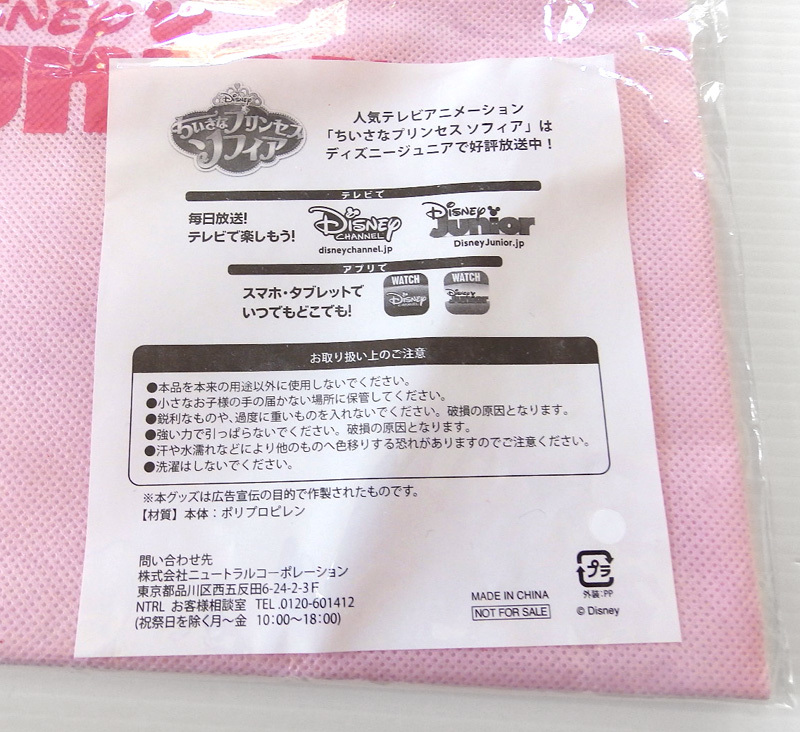 DISNEY
Junior
Disney
ちいさなプリンセス
ソフィア
人気テレビアニメーション
「ちいさなプリンセス ソフィア」は
ディズニージュニアで好評放送中！
テレビで
毎日放送!
テレビで楽しもう!
Disney
CHANNEL
disneychannel.jp
Disney
Junior
DisneyJunior.jp
アプリで
スマホ・タブレットで
いつでもどこでも!
WATCH
Disney
CHANNEL
WATCH
Disney
Junior
お取り扱い上のご注意
●本品を本来の用途以外に使用しないでください。
●小さなお子様の手の届かない場所に保管してください。
●鋭利なものや、過度に重いものを入れないでください。破損の原因となります。
●強い力で引っぱらないでください。破損の原因となります。
●汗や水濡れなどにより他のものへ色移りする恐れがありますのでご注意ください。
●洗濯はしないでください。
※本グッズは広告宣伝の目的で作製されたものです。
【材質】本体：ポリプロピレン
問い合わせ先
株式会社ニュートラルコーポレーション
東京都品川区西五反田6-24-2-3F
NTRL お客様相談室 TEL.0120-601412
(祝祭日を除く月～金 10:00～18:00)
MADE IN CHINA
NOT FOR SALE
プラ
外装:PP
© Disney